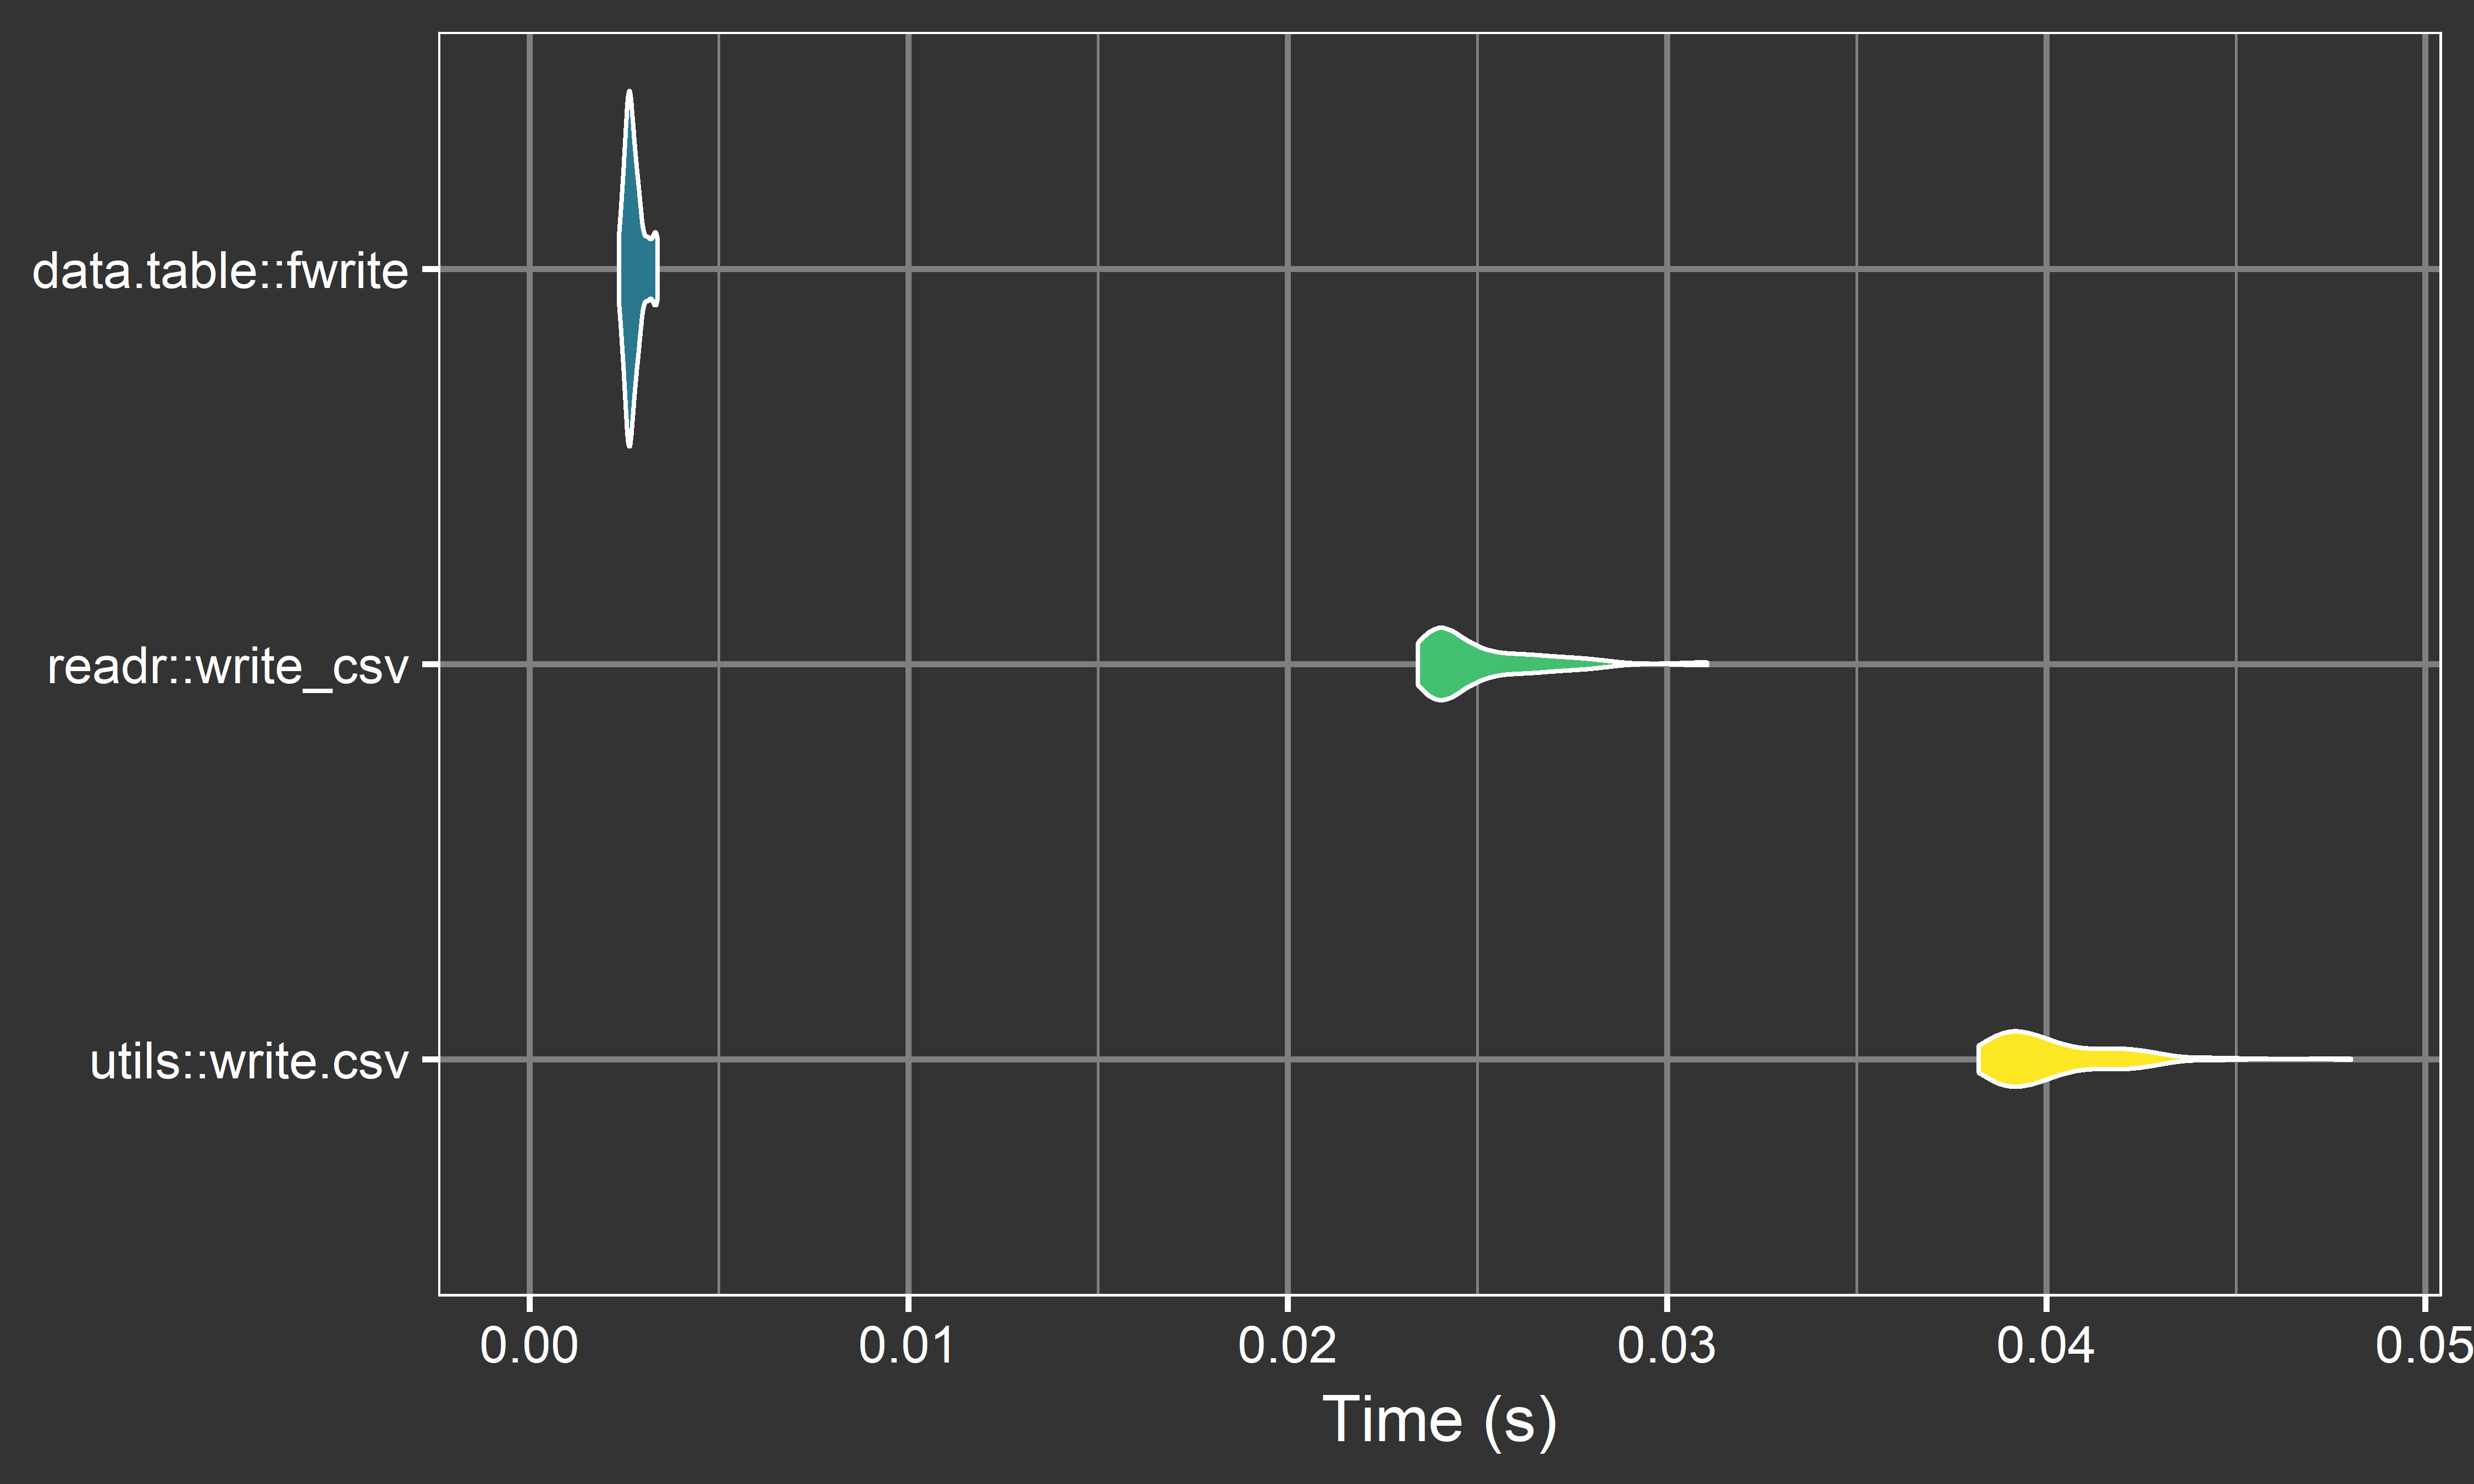 data.table::fwrite
readr::write_csv
utils::write.csv
0.00 0.01 0.02 0.03 0.04 0.05
Time (s)